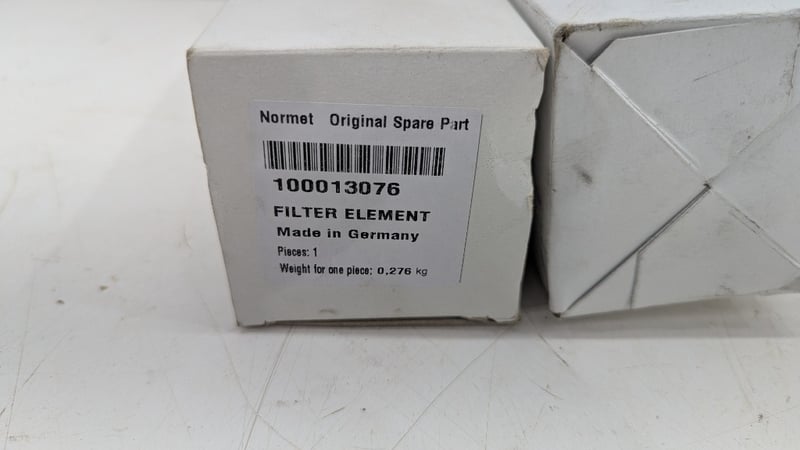 Normet Original Spare Part
100013076
FILTER ELEMENT
Made in Germany
Pieces: 1
Weight for one piece: 0,276 kg